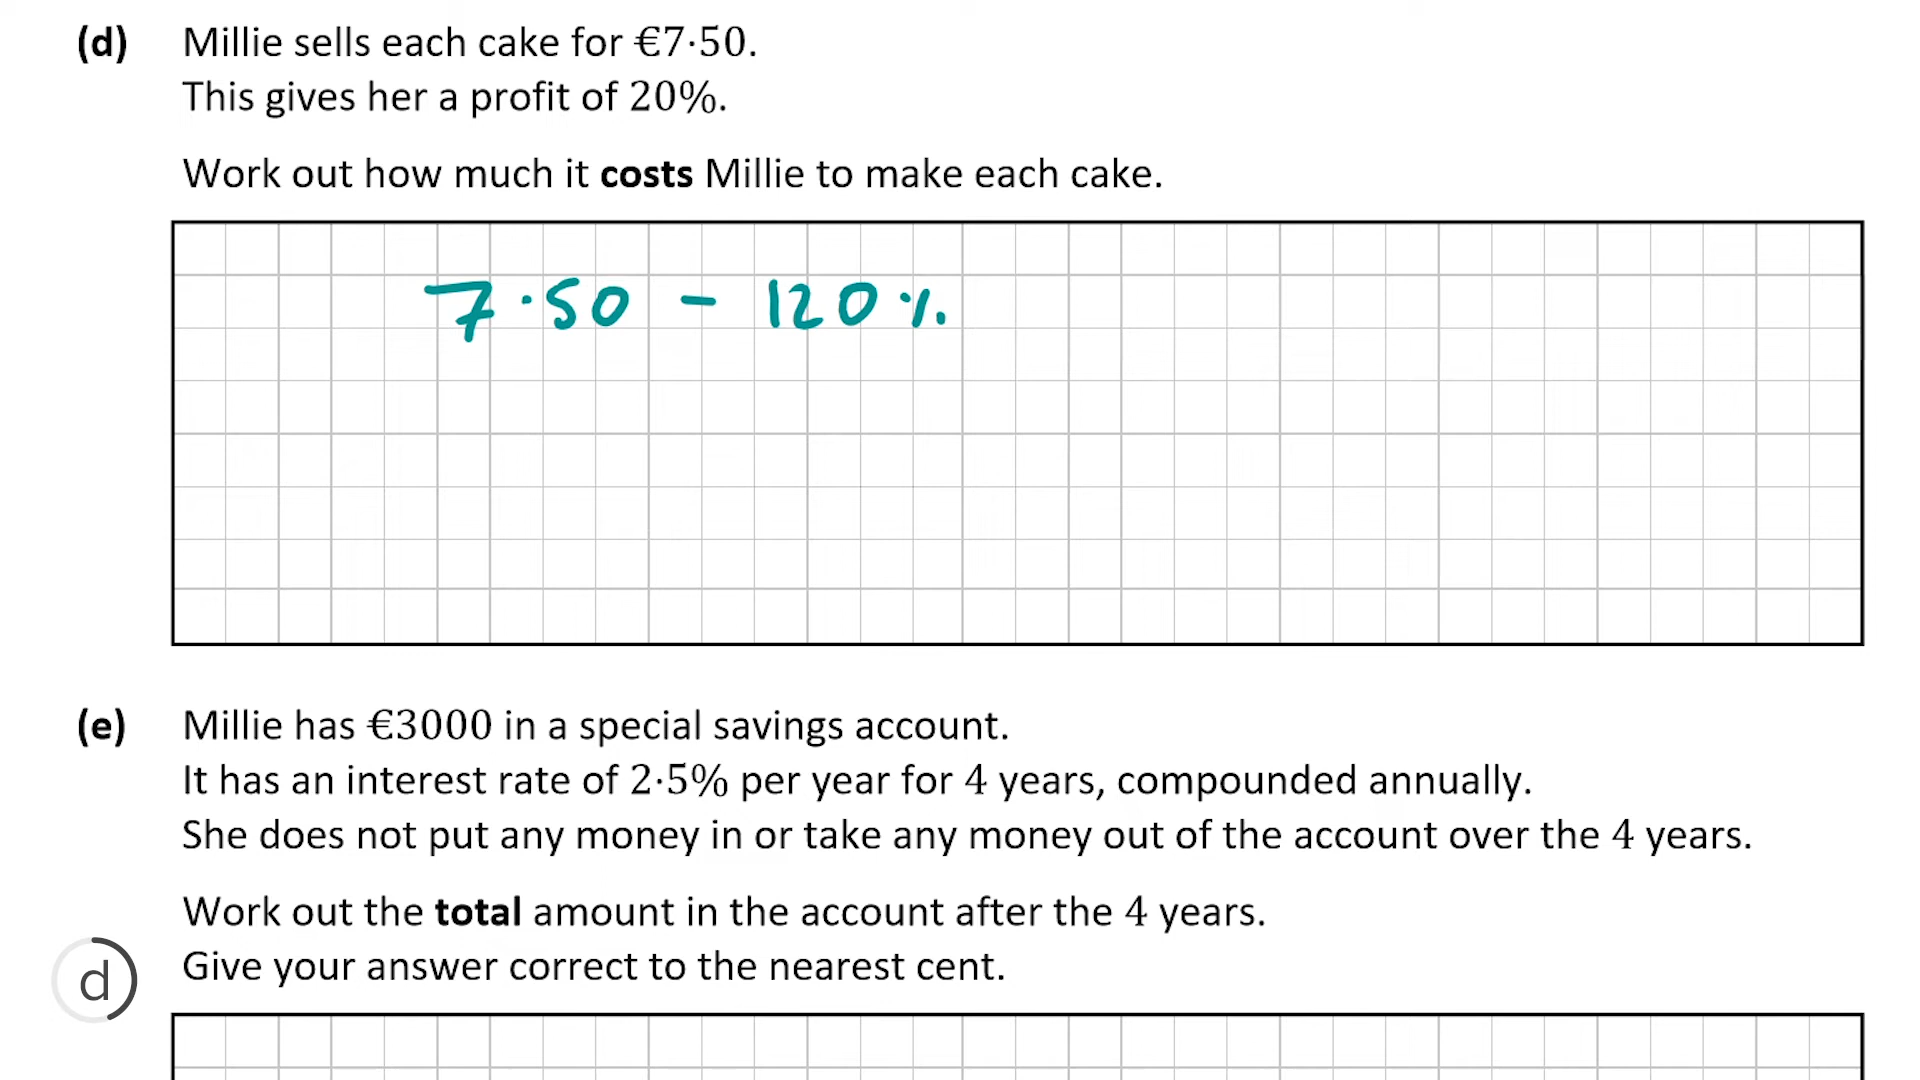 (d) Millie sells each cake for €7·50.
This gives her a profit of 20%.
Work out how much it costs Millie to make each cake.
7·50 - 120%
(e) Millie has €3000 in a special savings account.
It has an interest rate of 2·5% per year for 4 years, compounded annually.
She does not put any money in or take any money out of the account over the 4 years.
Work out the total amount in the account after the 4 years.
Give your answer correct to the nearest cent.
d